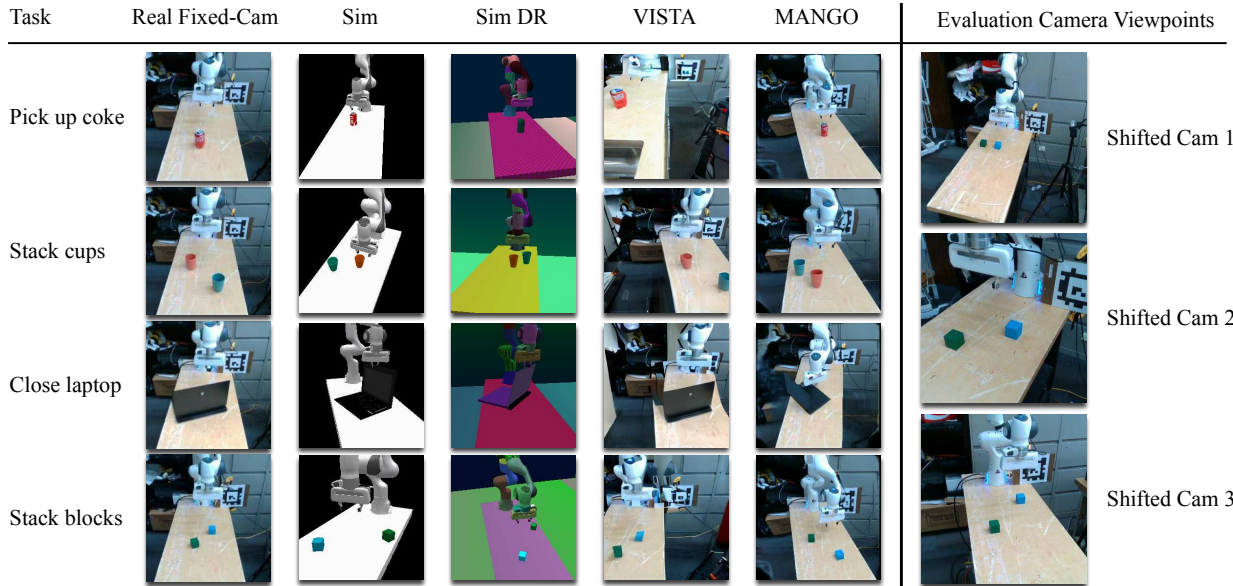 Task Real Fixed-Cam Sim Sim DR VISTA MANGO Evaluation Camera Viewpoints
Pick up coke
Shifted Cam 1
Stack cups
Shifted Cam 2
Close laptop
Shifted Cam 3
Stack blocks